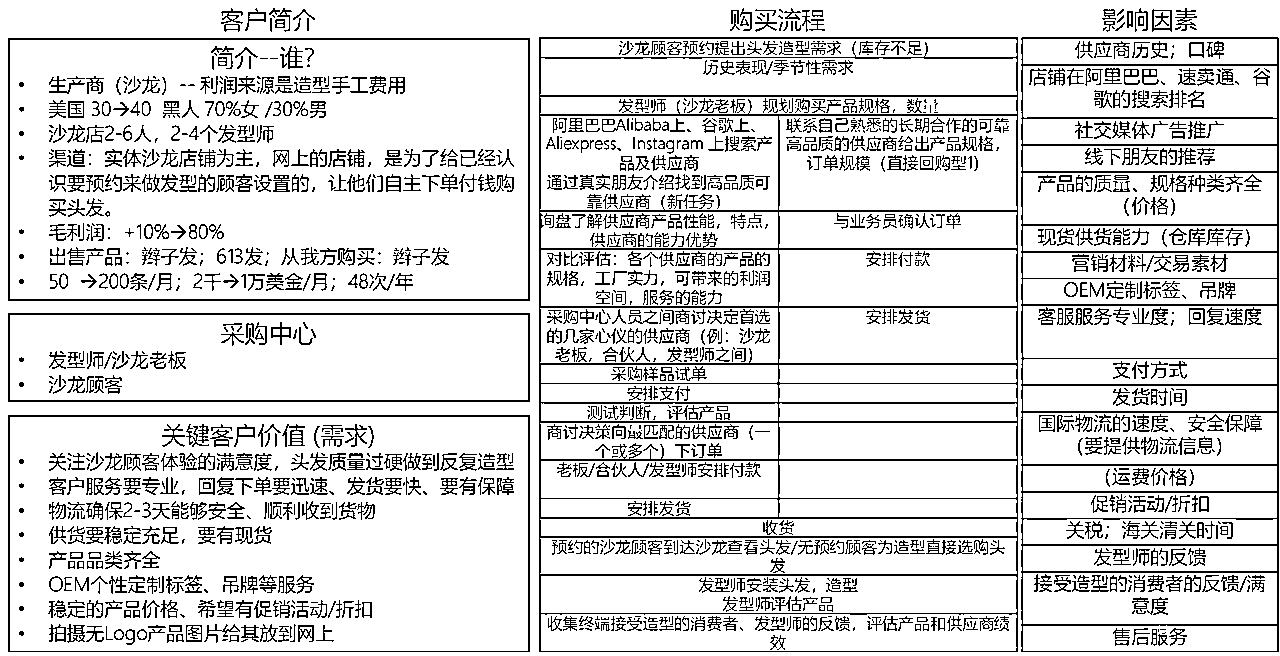 客户简介
简介--谁?
• 生产商（沙龙）-- 利润来源是造型手工费用
• 美国 30→40 黑人 70%女 /30%男
• 沙龙店2-6人，2-4个发型师
• 渠道：实体沙龙店铺为主，网上的店铺，是为了给已经认
识要预约来做发型的顾客设置的，让他们自主下单付钱购
买头发。
• 毛利润：+10%→80%
• 出售产品：辫子发；613发；从我方购买：辫子发
• 50 →200条/月；2千→1万美金/月；48次/年
采购中心
• 发型师/沙龙老板
• 沙龙顾客
关键客户价值 (需求)
• 关注沙龙顾客体验的满意度，头发质量过硬做到反复造型
• 客户服务要专业，回复下单要迅速、发货要快、要有保障
• 物流确保2-3天能够安全、顺利收到货物
• 供货要稳定充足，要有现货
• 产品品类齐全
• OEM个性定制标签、吊牌等服务
• 稳定的产品价格、希望有促销活动/折扣
• 拍摄无Logo产品图片给其放到网上
购买流程
沙龙顾客预约提出头发造型需求（库存不足）
历史表现/季节性需求
发型师（沙龙老板）规划购买产品规格，数量
阿里巴巴Alibaba上、谷歌上、
Aliexpress、Instagram 上搜索产
品及供应商
通过真实朋友介绍找到高品质可
靠供应商（新任务）
联系自己熟悉的长期合作的可靠
高品质的供应商给出产品规格，
订单规模（直接回购型1)
询盘了解供应商产品性能，特点，
供应商的能力优势
与业务员确认订单
对比评估：各个供应商的产品的
规格，工厂实力，可带来的利润
空间，服务的能力
安排付款
采购中心人员之间商讨决定首选
的几家心仪的供应商（例：沙龙
老板，合伙人，发型师之间）
安排发货
采购样品试单
安排支付
测试判断，评估产品
商讨决策向最匹配的供应商（一
个或多个）下订单
老板/合伙人/发型师安排付款
安排发货
收货
预约的沙龙顾客到达沙龙查看头发/无预约顾客为造型直接选购头
发
发型师安装头发，造型
发型师评估产品
收集终端接受造型的消费者、发型师的反馈，评估产品和供应商绩
效
影响因素
供应商历史；口碑
店铺在阿里巴巴、速卖通、谷
歌的搜索排名
社交媒体广告推广
线下朋友的推荐
产品的质量、规格种类齐全
（价格）
现货供货能力（仓库库存）
营销材料/交易素材
OEM定制标签、吊牌
客服服务专业度；回复速度
支付方式
发货时间
国际物流的速度、安全保障
（要提供物流信息）
（运费价格）
促销活动/折扣
关税；海关清关时间
发型师的反馈
接受造型的消费者的反馈/满
意度
售后服务